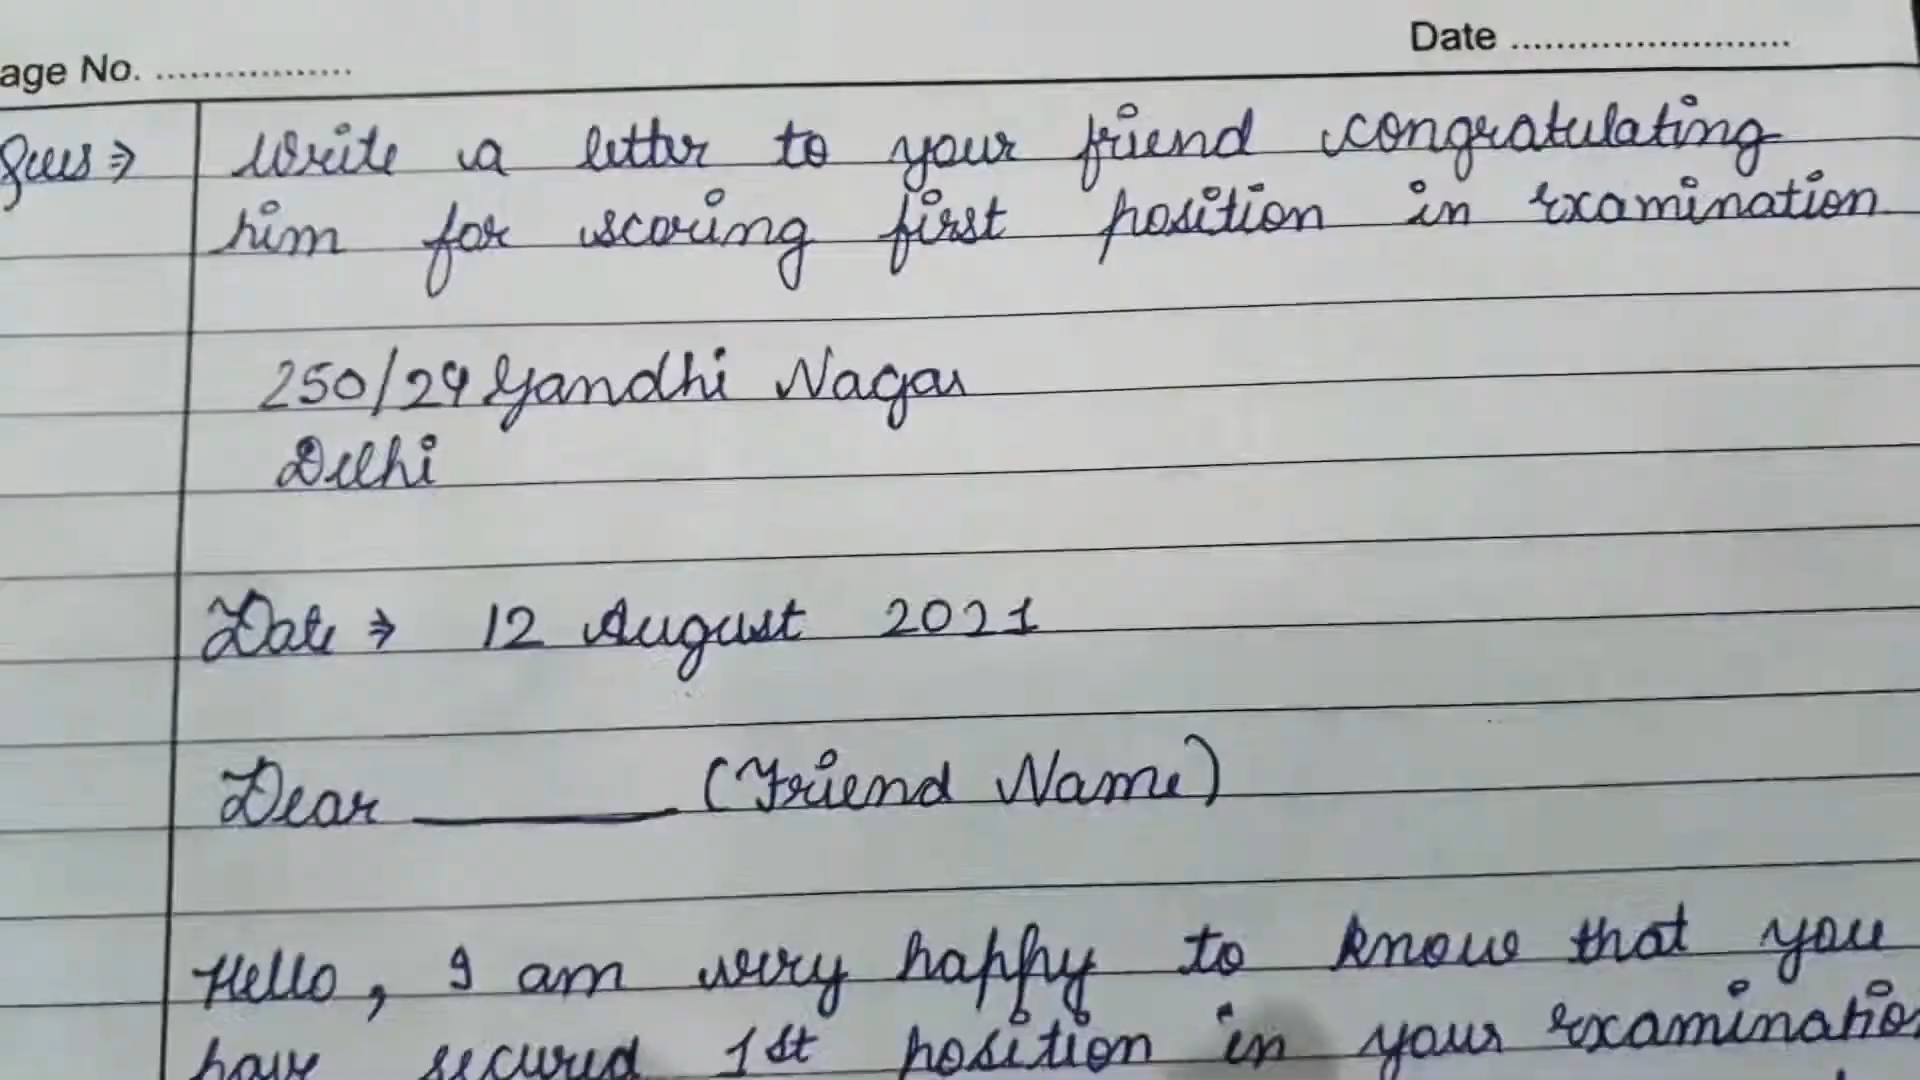 age No. ..................
Date ..........................
Ques ⇒ Write a letter to your friend congratulating
him for scoring first position in examination
250/24 Gandhi Nagar
Delhi
Date ⇒ 12 August 2021
Dear ________ (Friend Name)
Hello, I am very happy to know that you
have secured 1st position in your examination